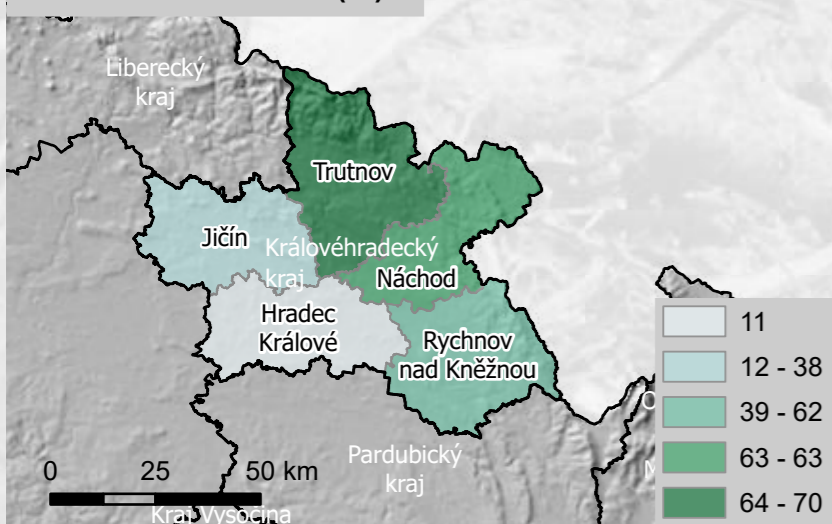 Liberecký
kraj
Trutnov
Jičín
Královéhradecký
kraj
Náchod
Hradec
Králové
Rychnov
nad Kněžnou
11
12 - 38
39 - 62
63 - 63
64 - 70
Pardubický
kraj
0 25 50 km
Kraj Vysočina